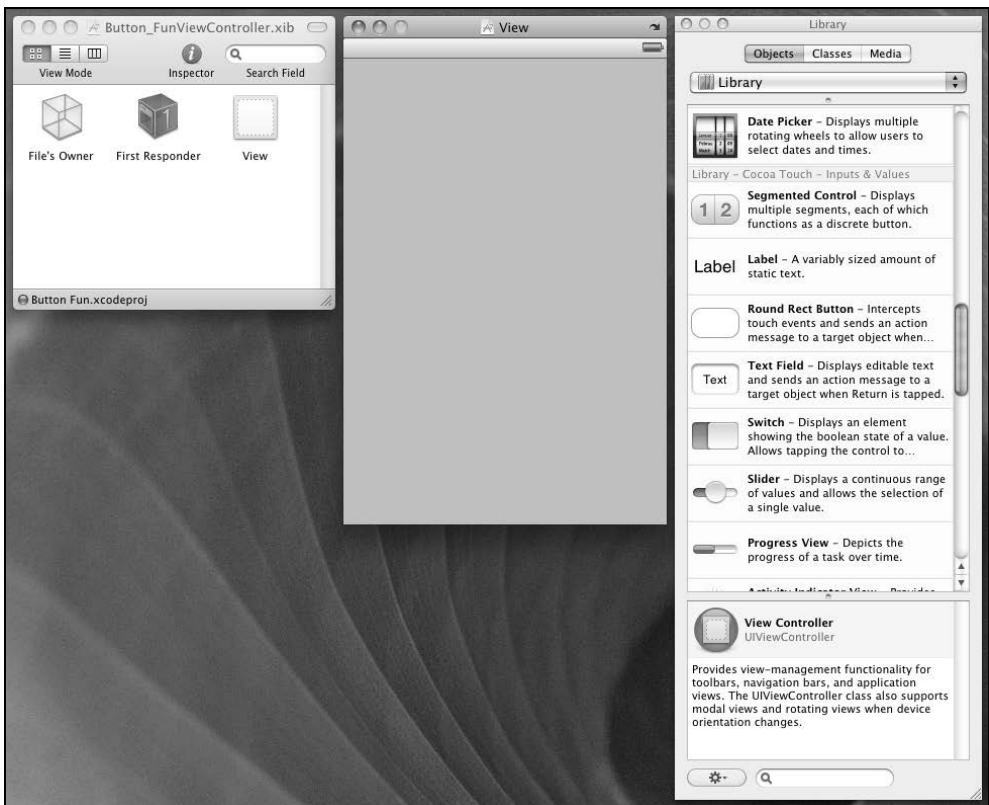 Button_FunViewController.xib
View Mode
Inspector
Search Field
File's Owner
First Responder
1
View
Button Fun.xcodeproj
View
Library
Objects
Classes
Media
Library
Date Picker – Displays multiple
rotating wheels to allow users to
select dates and times.
Library – Cocoa Touch – Inputs & Values
1 2
Segmented Control – Displays
multiple segments, each of which
functions as a discrete button.
Label
Label – A variably sized amount of
static text.
Round Rect Button – Intercepts
touch events and sends an action
message to a target object when...
Text
Text Field – Displays editable text
and sends an action message to a
target object when Return is tapped.
Switch – Displays an element
showing the boolean state of a value.
Allows tapping the control to...
Slider – Displays a continuous range
of values and allows the selection of
a single value.
Progress View – Depicts the
progress of a task over time.
Activity Indicator View – Provides
View Controller
UIViewController
Provides view-management functionality for
toolbars, navigation bars, and application
views. The UIViewController class also supports
modal views and rotating views when device
orientation changes.